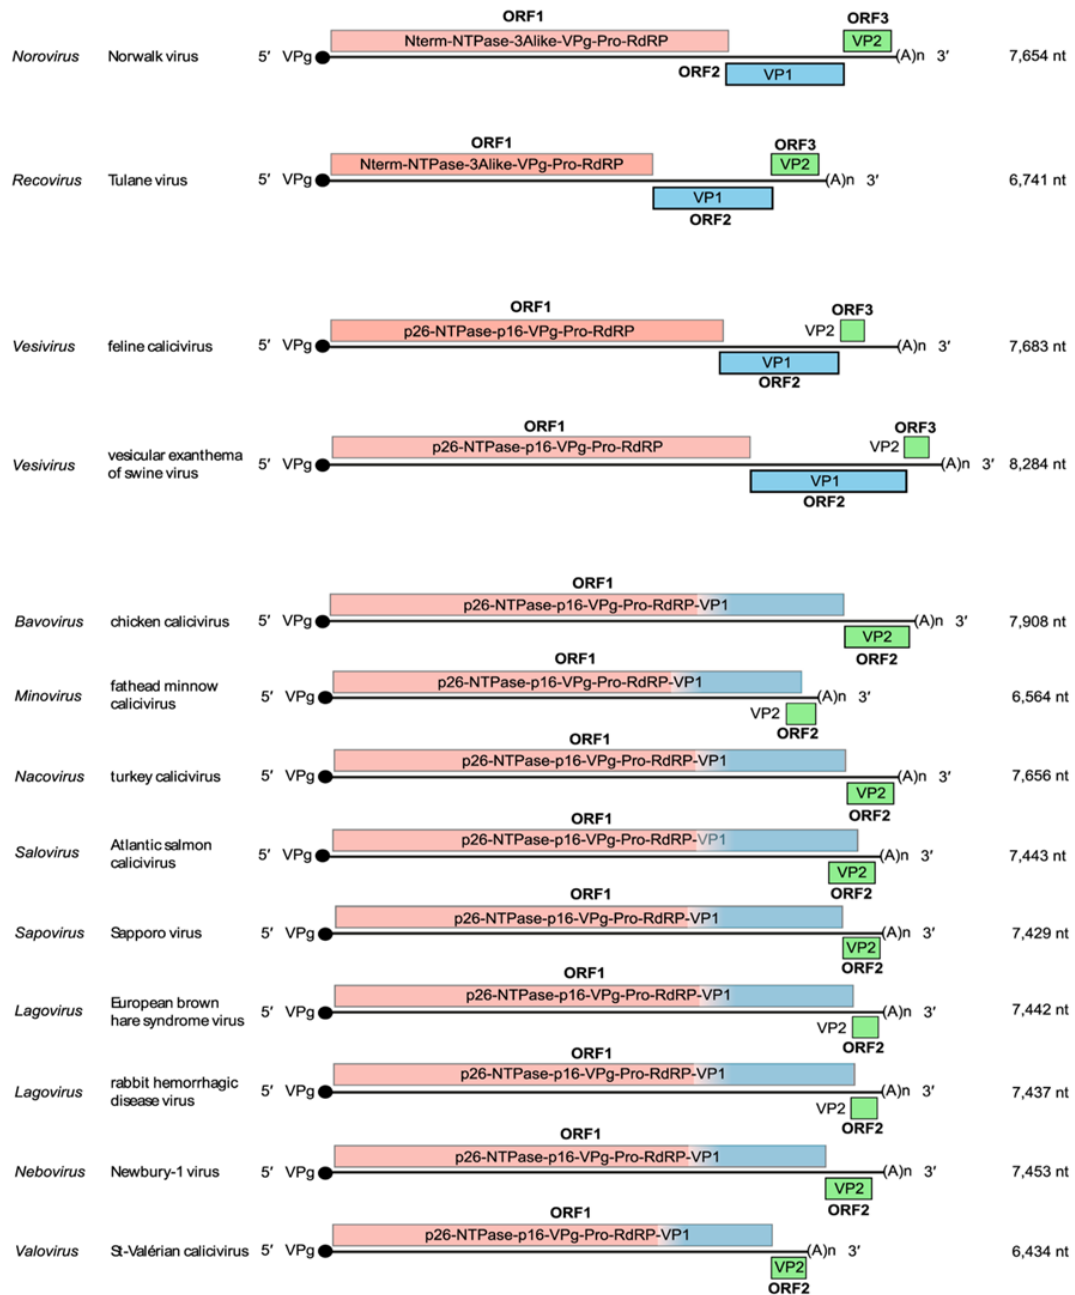 ORF1 ORF3
Nterm-NTPase-3Alike-VPg-Pro-RdRP VP2
Norovirus Norwalk virus 5′ VPg (A)n 3′ 7,654 nt
ORF2 VP1
ORF1 ORF3
Nterm-NTPase-3Alike-VPg-Pro-RdRP VP2
Recovirus Tulane virus 5′ VPg (A)n 3′ 6,741 nt
VP1
ORF2
ORF1 ORF3
p26-NTPase-p16-VPg-Pro-RdRP VP2
Vesivirus feline calicivirus 5′ VPg (A)n 3′ 7,683 nt
VP1
ORF2
ORF1 ORF3
p26-NTPase-p16-VPg-Pro-RdRP VP2
Vesivirus vesicular exanthema of swine virus 5′ VPg (A)n 3′ 8,284 nt
VP1
ORF2
ORF1
p26-NTPase-p16-VPg-Pro-RdRP-VP1
Bavovirus chicken calicivirus 5′ VPg (A)n 3′ 7,908 nt
VP2
ORF2
ORF1
p26-NTPase-p16-VPg-Pro-RdRP-VP1
Minovirus fathead minnow calicivirus 5′ VPg (A)n 3′ 6,564 nt
VP2
ORF2
ORF1
p26-NTPase-p16-VPg-Pro-RdRP-VP1
Nacovirus turkey calicivirus 5′ VPg (A)n 3′ 7,656 nt
VP2
ORF2
ORF1
p26-NTPase-p16-VPg-Pro-RdRP-VP1
Salovirus Atlantic salmon calicivirus 5′ VPg (A)n 3′ 7,443 nt
VP2
ORF2
ORF1
p26-NTPase-p16-VPg-Pro-RdRP-VP1
Sapovirus Sapporo virus 5′ VPg (A)n 3′ 7,429 nt
VP2
ORF2
ORF1
p26-NTPase-p16-VPg-Pro-RdRP-VP1
Lagovirus European brown hare syndrome virus 5′ VPg (A)n 3′ 7,442 nt
VP2
ORF2
ORF1
p26-NTPase-p16-VPg-Pro-RdRP-VP1
Lagovirus rabbit hemorrhagic disease virus 5′ VPg (A)n 3′ 7,437 nt
VP2
ORF2
ORF1
p26-NTPase-p16-VPg-Pro-RdRP-VP1
Nebovirus Newbury-1 virus 5′ VPg (A)n 3′ 7,453 nt
VP2
ORF2
ORF1
p26-NTPase-p16-VPg-Pro-RdRP-VP1
Valovirus St-Valérian calicivirus 5′ VPg (A)n 3′ 6,434 nt
VP2
ORF2